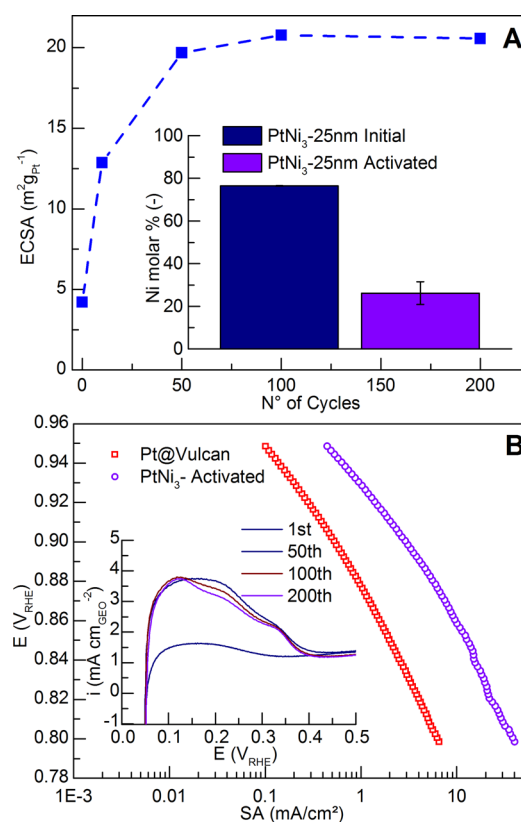 A
ECSA (m²gPt⁻¹)
20
15
10
5
0
0 50 100 150 200
N° of Cycles
PtNi₃-25nm Initial
PtNi₃-25nm Activated
Ni molar % (-)
100
80
60
40
20
0
B
E (V_RHE)
0.96
0.94
0.92
0.90
0.88
0.86
0.84
0.82
0.80
0.78
1E-3 0.01 0.1 1 10 100
SA (mA/cm²)
Pt@Vulcan
PtNi₃- Activated
1st
50th
100th
200th
i (mA cm_GEO⁻²)
5
4
3
2
1
0
-1
0.0 0.1 0.2 0.3 0.4 0.5
E (V_RHE)